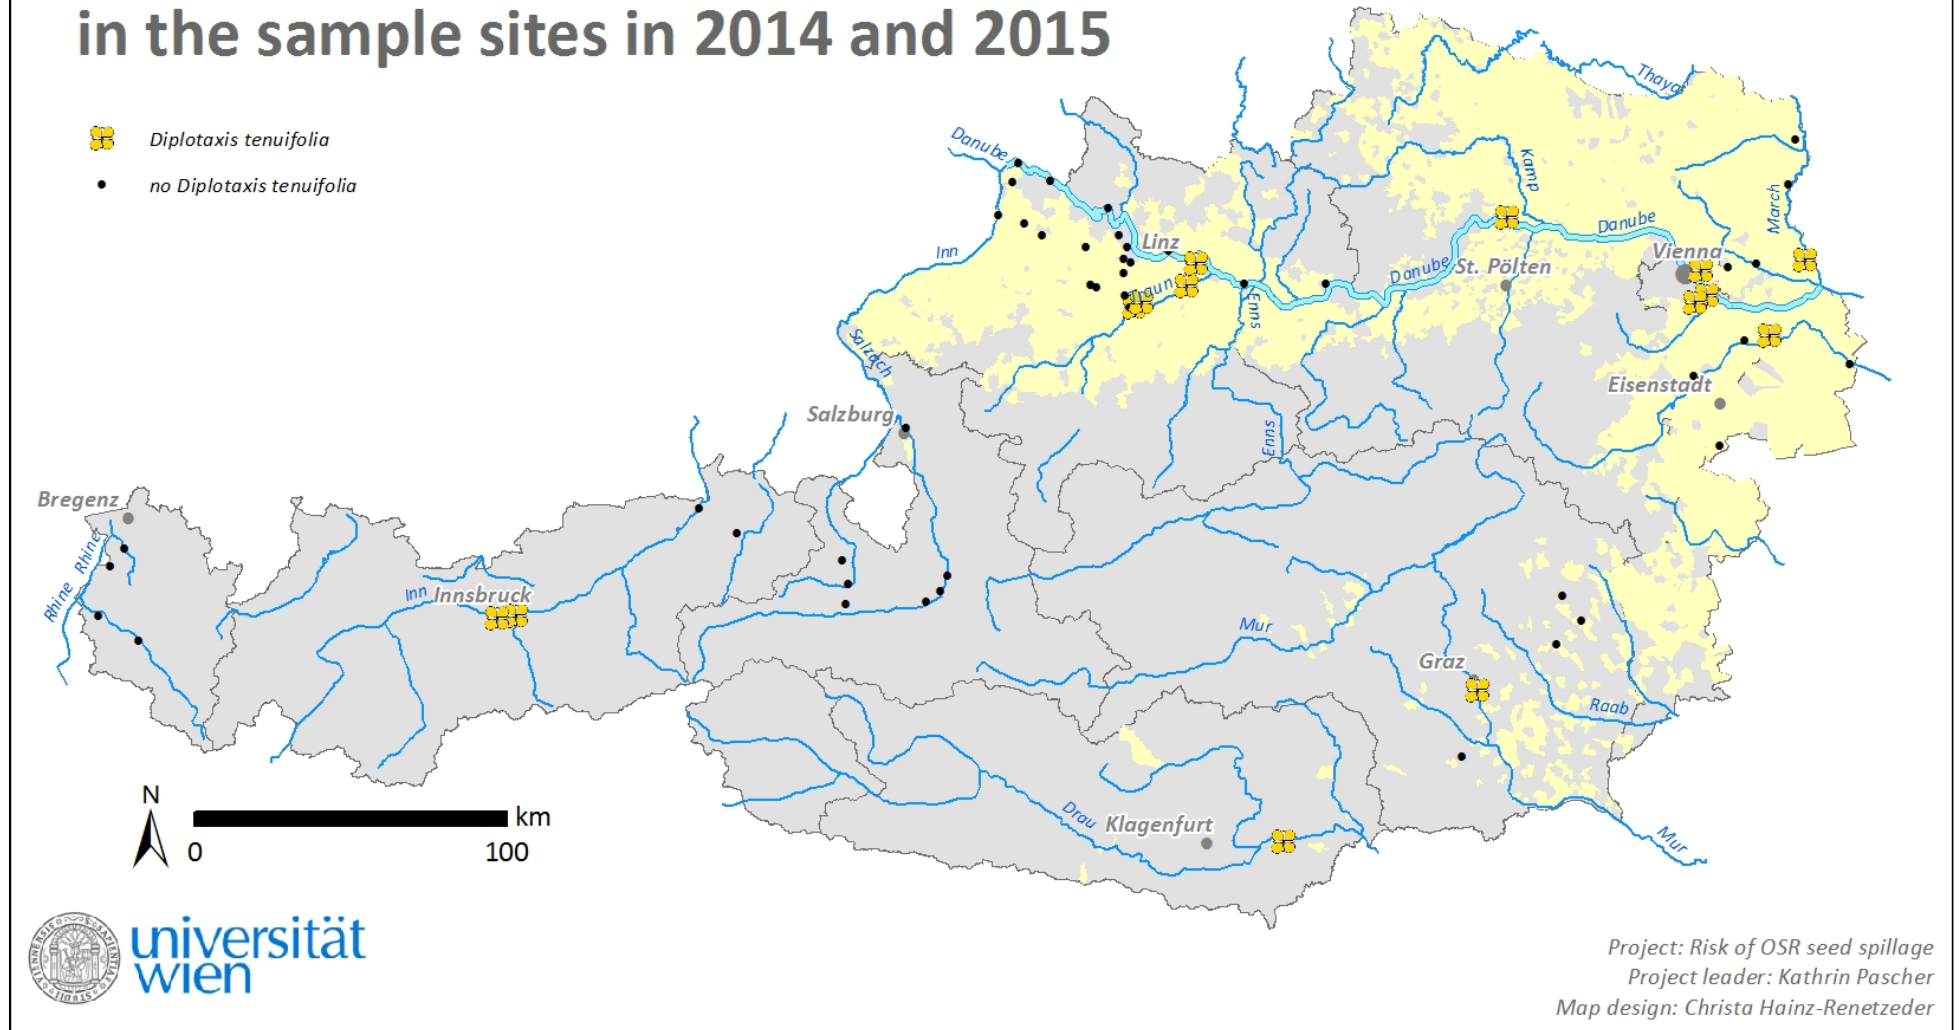 in the sample sites in 2014 and 2015
Diplotaxis tenuifolia
no Diplotaxis tenuifolia
Thaya
Danube
Kamp
March
Danube
Linz
Vienna
Inn
Danube
St. Pölten
Traun
Enns
Salzach
Eisenstadt
Salzburg
Enns
Bregenz
Rhine
Rhine
Inn
Innsbruck
Mur
Graz
Raab
Drau
Klagenfurt
Mur
N
km
0
100
universität
wien
Project: Risk of OSR seed spillage
Project leader: Kathrin Pascher
Map design: Christa Hainz-Renetzeder